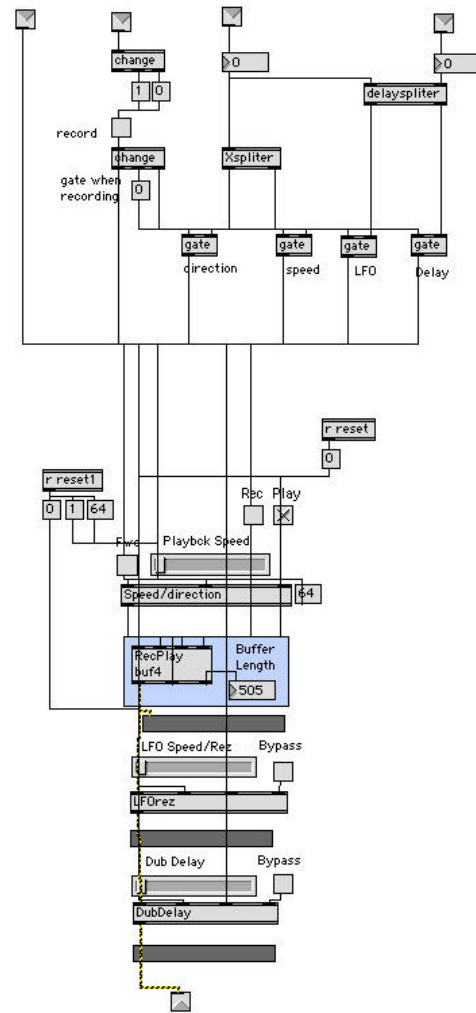 change
0
0
1 0
delayspliter
record
change
Xspliter
gate when
recording
0
gate
gate
gate
gate
direction
speed
LFO
Delay
r reset
0
r reset1
Rec Play
0 1 64
Playbck Speed
Fwd
Speed/direction
64
RecPlay
buf4
Buffer
Length
505
LFO Speed/Rez
Bypass
LFOrez
Dub Delay
Bypass
DubDelay